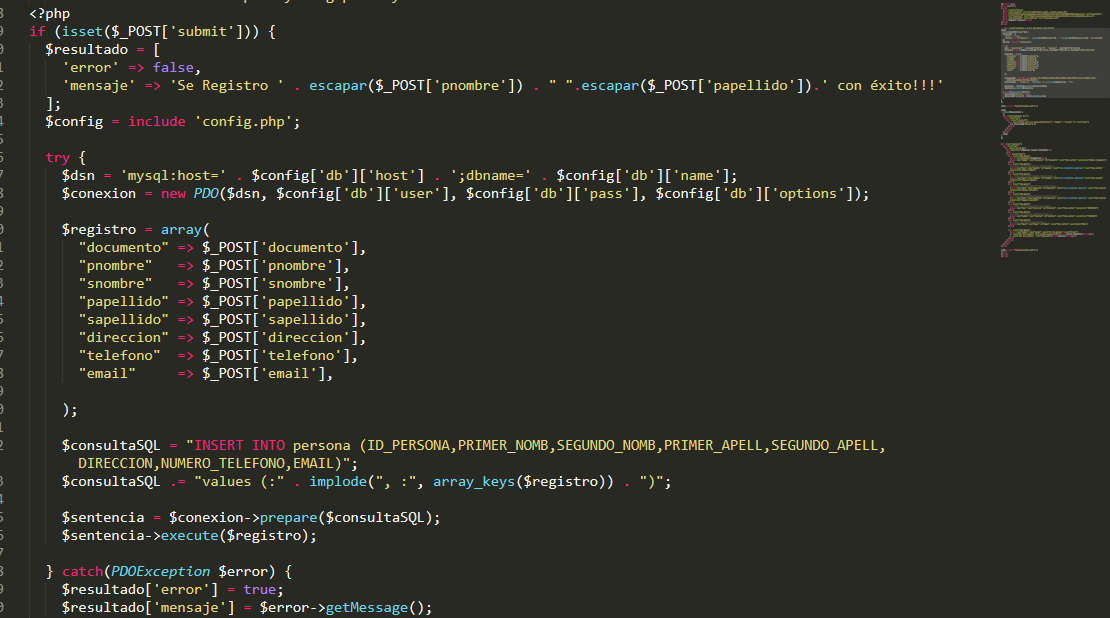 <?php
if (isset($_POST['submit'])) {
$resultado = [
'error' => false,
'mensaje' => 'Se Registro ' . escapar($_POST['pnombre']) . " ".escapar($_POST['papellido']).' con éxito!!!'
];
$config = include 'config.php';
try {
$dsn = 'mysql:host=' . $config['db']['host'] . ';dbname=' . $config['db']['name'];
$conexion = new PDO($dsn, $config['db']['user'], $config['db']['pass'], $config['db']['options']);
$registro = array(
"documento" => $_POST['documento'],
"pnombre"   => $_POST['pnombre'],
"snombre"   => $_POST['snombre'],
"papellido" => $_POST['papellido'],
"sapellido" => $_POST['sapellido'],
"direccion" => $_POST['direccion'],
"telefono"  => $_POST['telefono'],
"email"     => $_POST['email'],
);
$consultaSQL = "INSERT INTO persona (ID_PERSONA,PRIMER_NOMB,SEGUNDO_NOMB,PRIMER_APELL,SEGUNDO_APELL,
DIRECCION,NUMERO_TELEFONO,EMAIL)";
$consultaSQL .= "values (:" . implode(", :", array_keys($registro)) . ")";
$sentencia = $conexion->prepare($consultaSQL);
$sentencia->execute($registro);
} catch(PDOException $error) {
$resultado['error'] = true;
$resultado['mensaje'] = $error->getMessage();